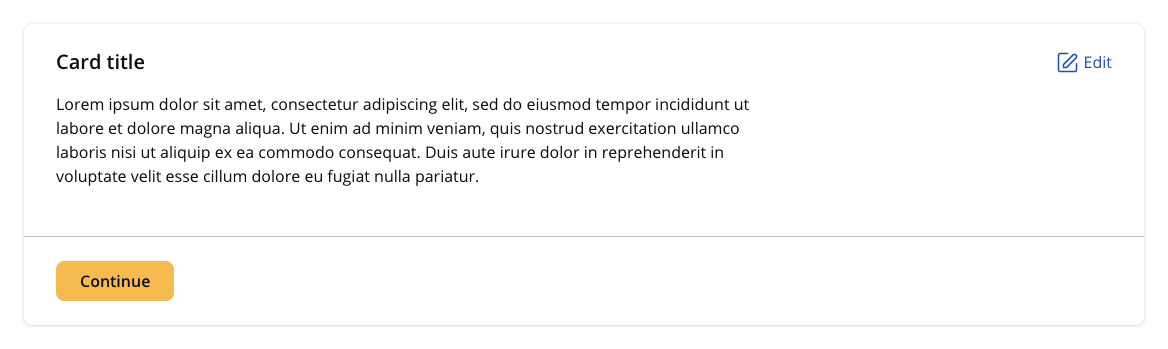 Card title
Edit
Lorem ipsum dolor sit amet, consectetur adipiscing elit, sed do eiusmod tempor incididunt ut
labore et dolore magna aliqua. Ut enim ad minim veniam, quis nostrud exercitation ullamco
laboris nisi ut aliquip ex ea commodo consequat. Duis aute irure dolor in reprehenderit in
voluptate velit esse cillum dolore eu fugiat nulla pariatur.
Continue